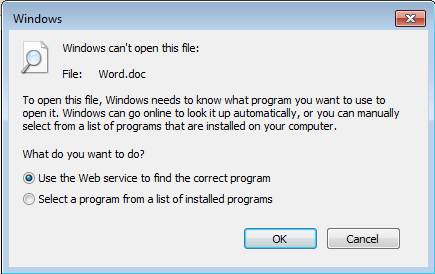 Windows
Windows can't open this file:
File: Word.doc
To open this file, Windows needs to know what program you want to use to
open it. Windows can go online to look it up automatically, or you can manually
select from a list of programs that are installed on your computer.
What do you want to do?
Use the Web service to find the correct program
Select a program from a list of installed programs
OK Cancel